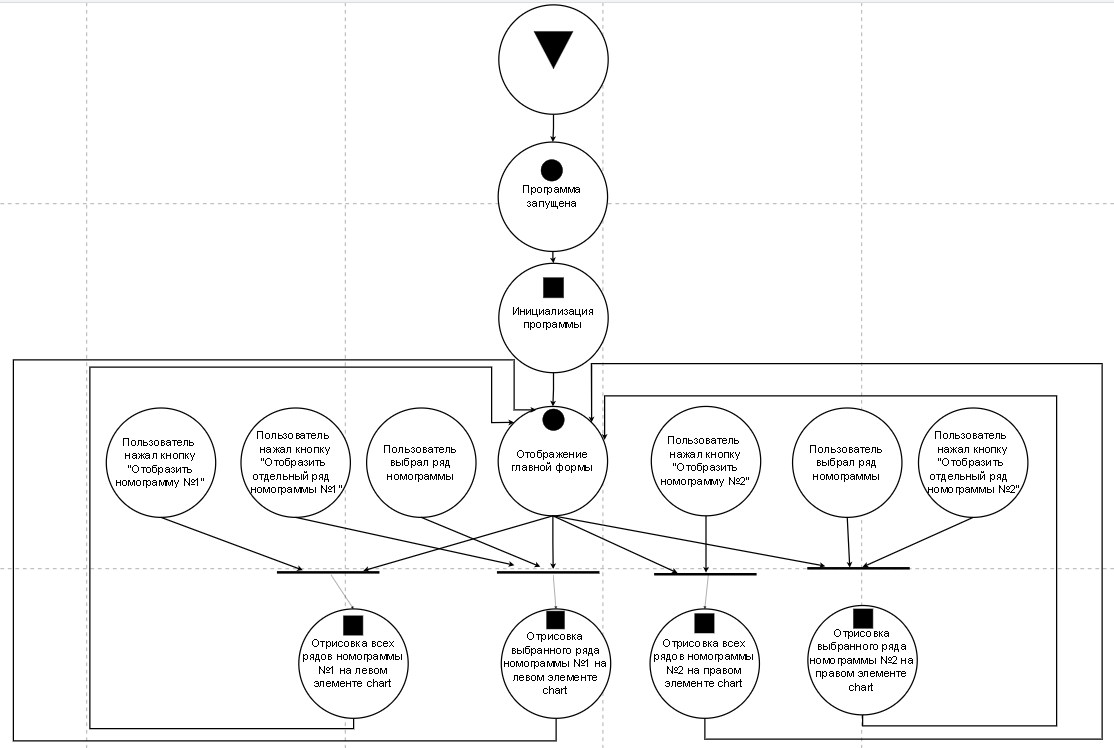 Программа
запущена
Инициализация
программы
Пользователь
нажал кнопку
"Отобразить
номограмму №1"
Пользователь
нажал кнопку
"Отобразить
отдельный ряд
номограммы №1"
Пользователь
выбрал ряд
номограммы
Отображение
главной формы
Пользователь
нажал кнопку
"Отобразить
номограмму №2"
Пользователь
выбрал ряд
номограммы
Пользователь
нажал кнопку
"Отобразить
отдельный ряд
номограммы №2"
Отрисовка всех
рядов номограммы
№1 на левом
элементе chart
Отрисовка
выбранного ряда
номограммы №1 на
левом элементе
chart
Отрисовка всех
рядов номограммы
№2 на правом
элементе chart
Отрисовка
выбранного ряда
номограммы №2 на
правом элементе
chart